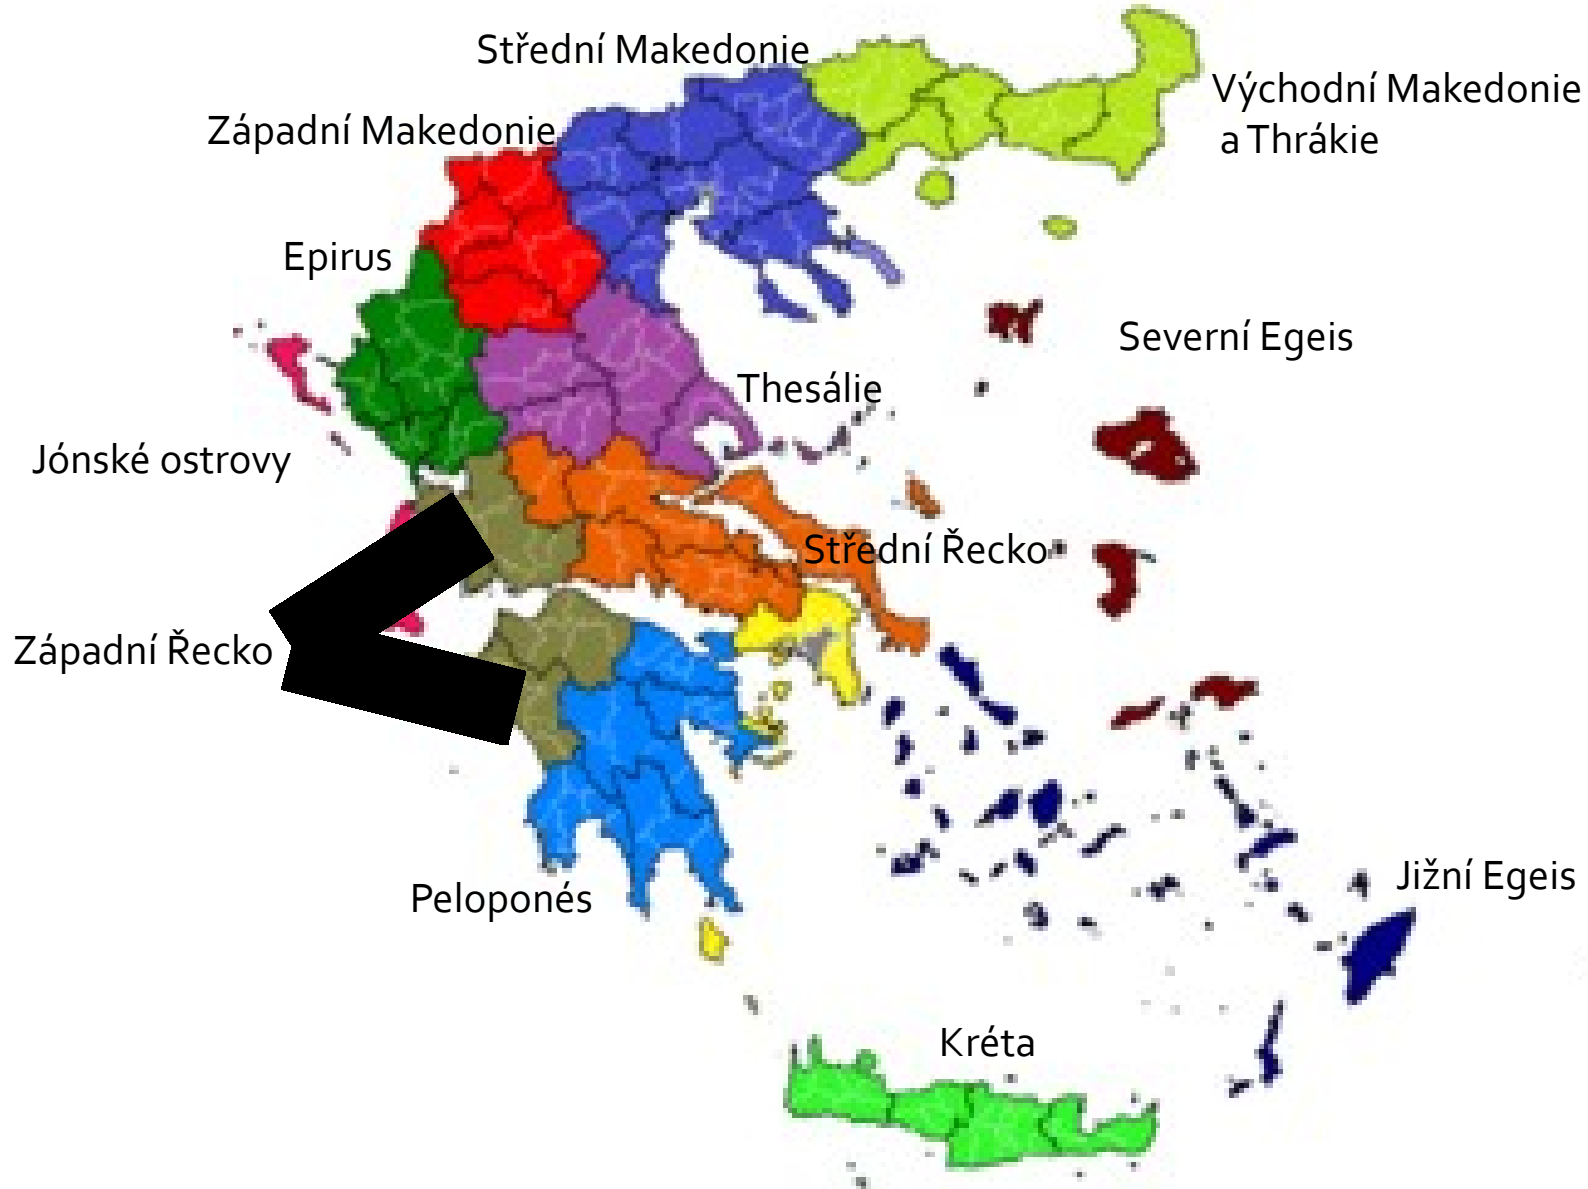 Střední Makedonie
Východní Makedonie
a Thrákie
Západní Makedonie
Epirus
Severní Egeis
Thesálie
Jónské ostrovy
Střední Řecko
Západní Řecko
Jižní Egeis
Peloponés
Kréta